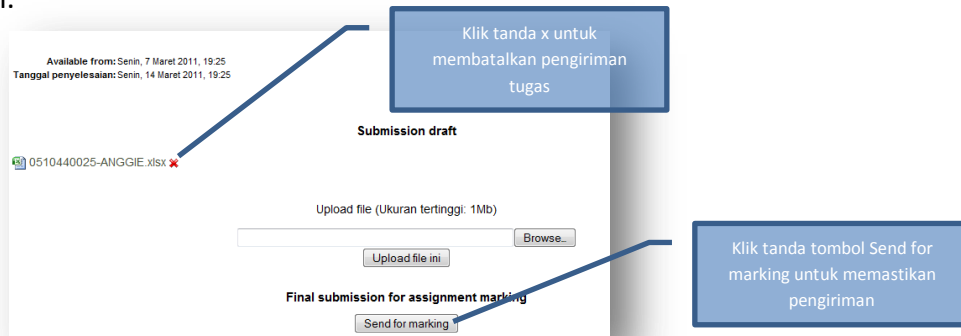 Klik tanda x untuk
membatalkan pengiriman
tugas
Available from: Senin, 7 Maret 2011, 19:25
Tanggal penyelesaian: Senin, 14 Maret 2011, 19:25
Submission draft
0510440025-ANGGIE.xlsx
Upload file (Ukuran tertinggi: 1Mb)
Browse_
Upload file ini
Klik tanda tombol Send for
marking untuk memastikan
pengiriman
Final submission for assignment marking
Send for marking